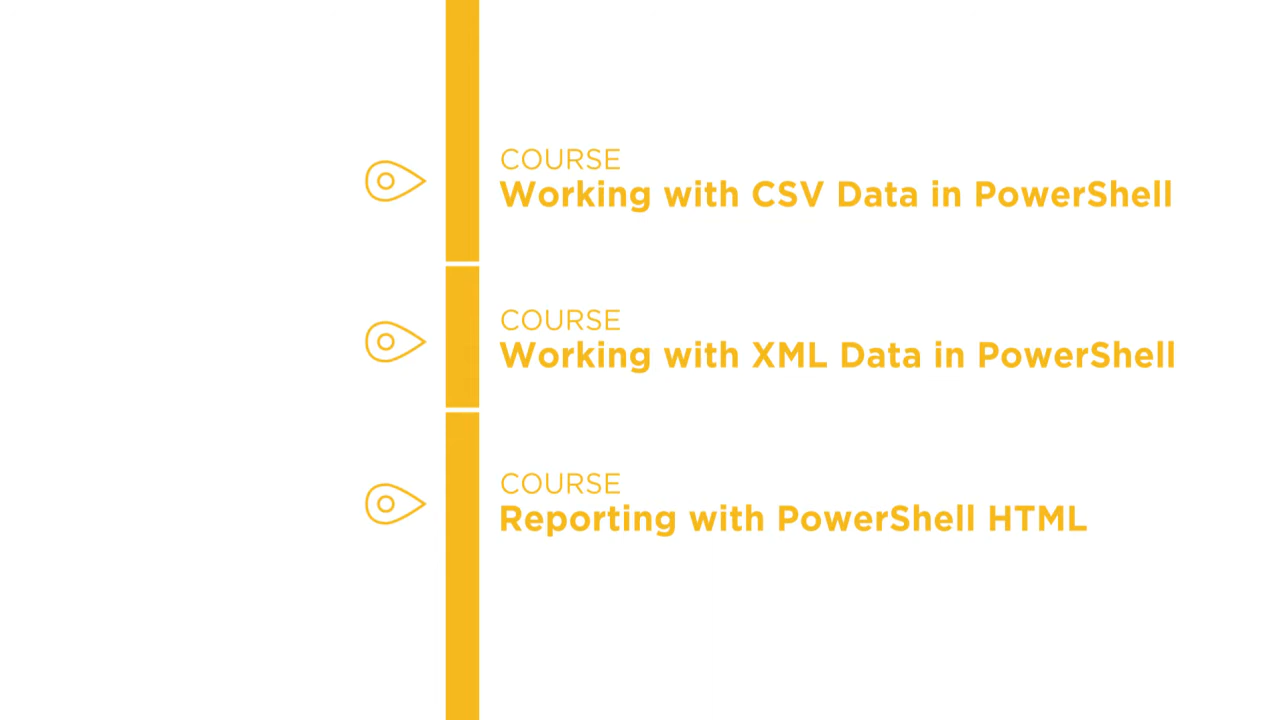 COURSE
Working with CSV Data in PowerShell
COURSE
Working with XML Data in PowerShell
COURSE
Reporting with PowerShell HTML